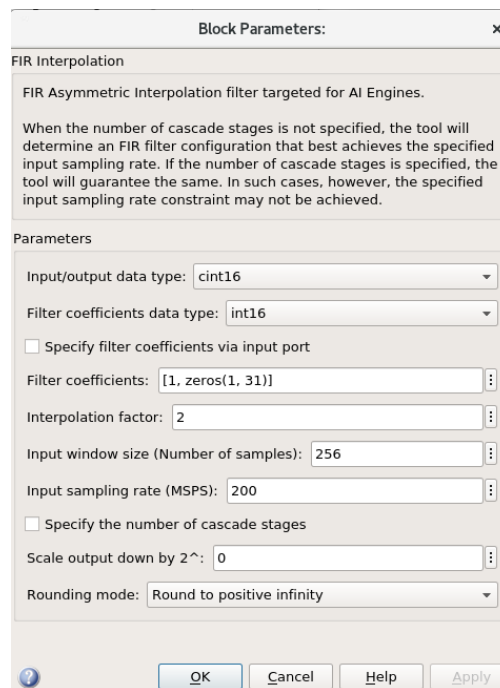 Block Parameters:
x
FIR Interpolation
FIR Asymmetric Interpolation filter targeted for AI Engines.
When the number of cascade stages is not specified, the tool will
determine an FIR filter configuration that best achieves the specified
input sampling rate. If the number of cascade stages is specified, the
tool will guarantee the same. In such cases, however, the specified
input sampling rate constraint may not be achieved.
Parameters
Input/output data type: cint16
Filter coefficients data type: int16
Specify filter coefficients via input port
Filter coefficients: [1, zeros(1, 31)]
Interpolation factor: 2
Input window size (Number of samples): 256
Input sampling rate (MSPS): 200
Specify the number of cascade stages
Scale output down by 2^: 0
Rounding mode: Round to positive infinity
? OK Cancel Help Apply